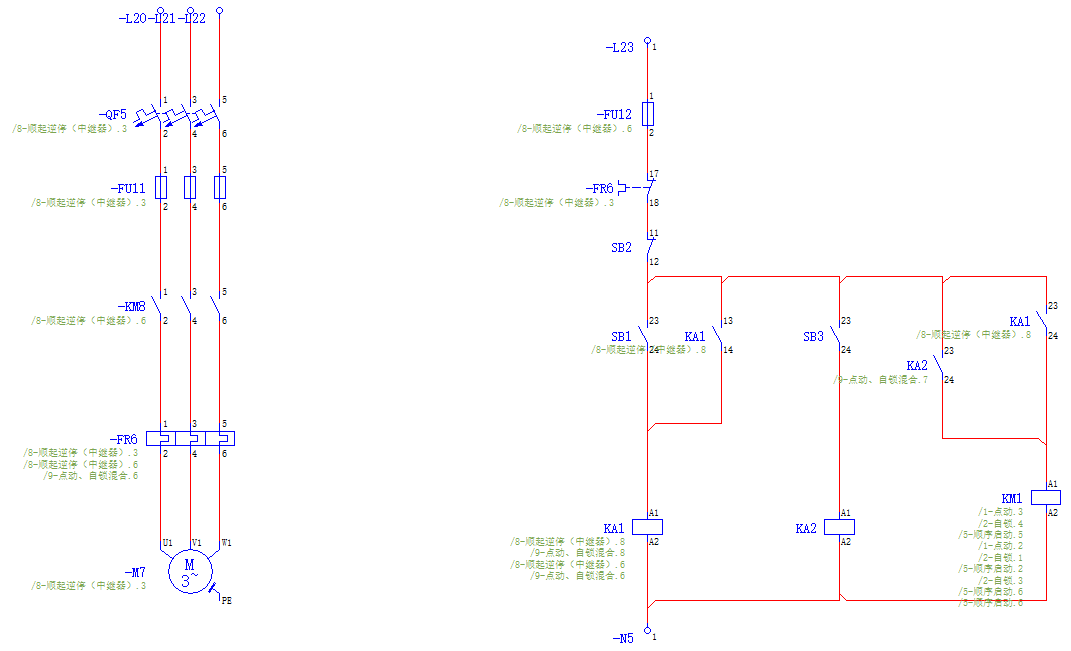 -L20-L21-L22
-QF5
1
3
5
/8-顺起逆停（中继器）.3
2
4
6
-FU11
1
3
5
/8-顺起逆停（中继器）.3
2
4
6
-KM8
1
3
5
/8-顺起逆停（中继器）.6
2
4
6
-FR6
1
3
5
/8-顺起逆停（中继器）.3
/8-顺起逆停（中继器）.6
/9-点动、自锁混合.6
2
4
6
-M7
U1
V1
W1
M
3~
/8-顺起逆停（中继器）.3
PE
-L23
1
-FU12
1
/8-顺起逆停（中继器）.6
2
-FR6
17
/8-顺起逆停（中继器）.3
18
SB2
11
12
SB1
23
/8-顺起逆停（中继器）.8
24
KA1
13
14
SB3
23
24
KA2
23
/9-点动、自锁混合.7
24
KA1
23
/8-顺起逆停（中继器）.8
24
KA1
A1
A2
/8-顺起逆停（中继器）.8
/9-点动、自锁混合.8
/8-顺起逆停（中继器）.6
/9-点动、自锁混合.6
KA2
A1
A2
KM1
A1
A2
/1-点动.3
/2-自锁.4
/5-顺序启动.5
/1-点动.2
/2-自锁.1
/5-顺序启动.2
/2-自锁.3
/5-顺序启动.6
/5-顺序启动.6
-N5
1